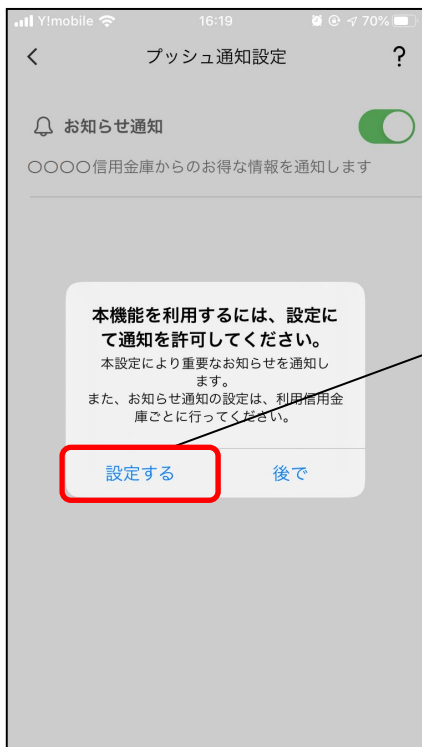 Y!mobile 16:19 70%
プッシュ通知設定 ?
お知らせ通知
〇〇〇〇信用金庫からのお得な情報を通知します
本機能を利用するには、設定に
て通知を許可してください。
本設定により重要なお知らせを通知し
ます。
また、お知らせ通知の設定は、利用信用金
庫ごとに行ってください。
設定する 後で